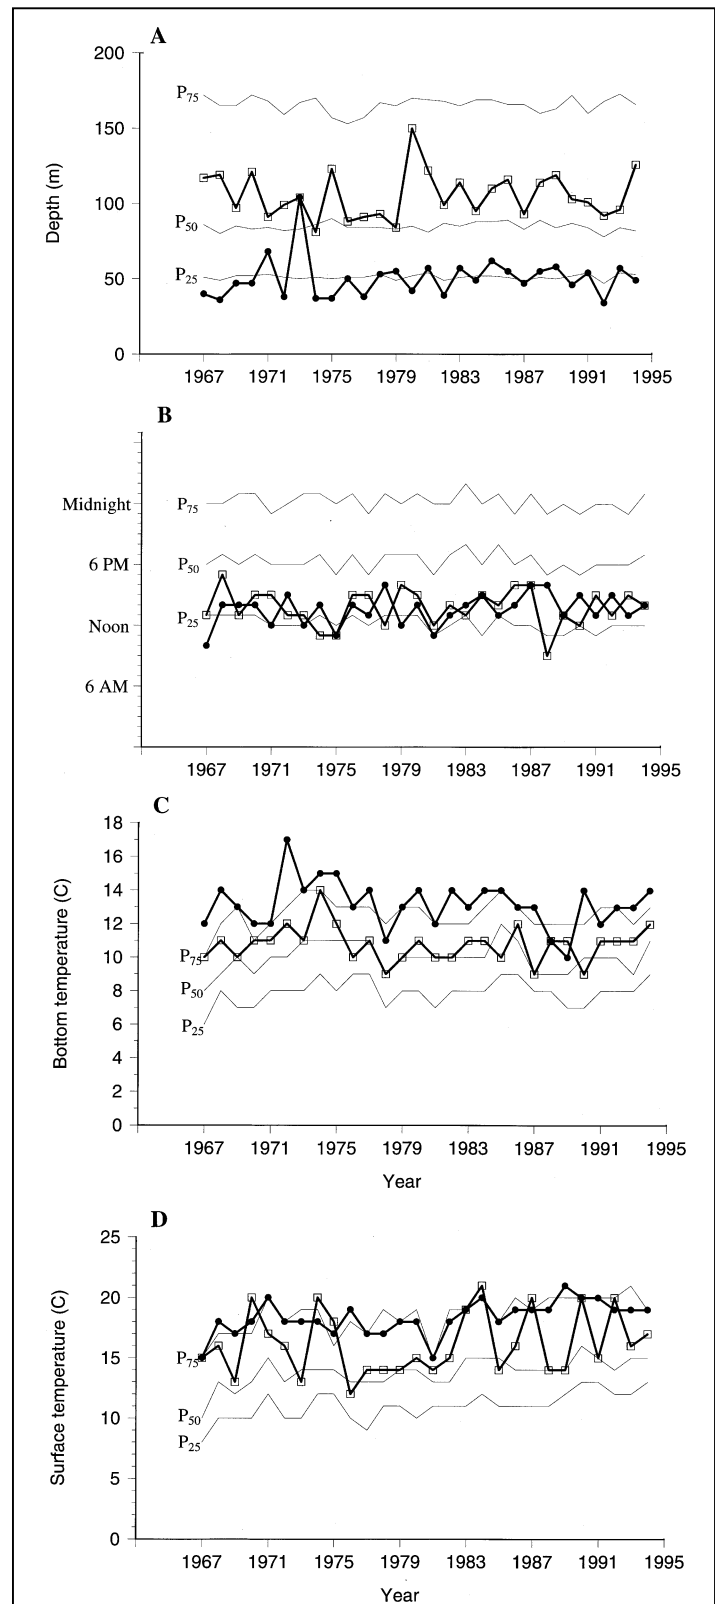 A
200
P75
150
Depth (m)
100
P50
P25
50
0
1967 1971 1975 1979 1983 1987 1991 1995
B
Midnight
P75
6 PM
P50
Noon
P25
6 AM
1967 1971 1975 1979 1983 1987 1991 1995
C
18
16
14
12
10
P75
Bottom temperature (C)
8
P50
6
P25
4
2
0
1967 1971 1975 1979 1983 1987 1991 1995
Year
D
25
20
15
P75
Surface temperature (C)
10
P50
P25
5
0
1967 1971 1975 1979 1983 1987 1991 1995
Year